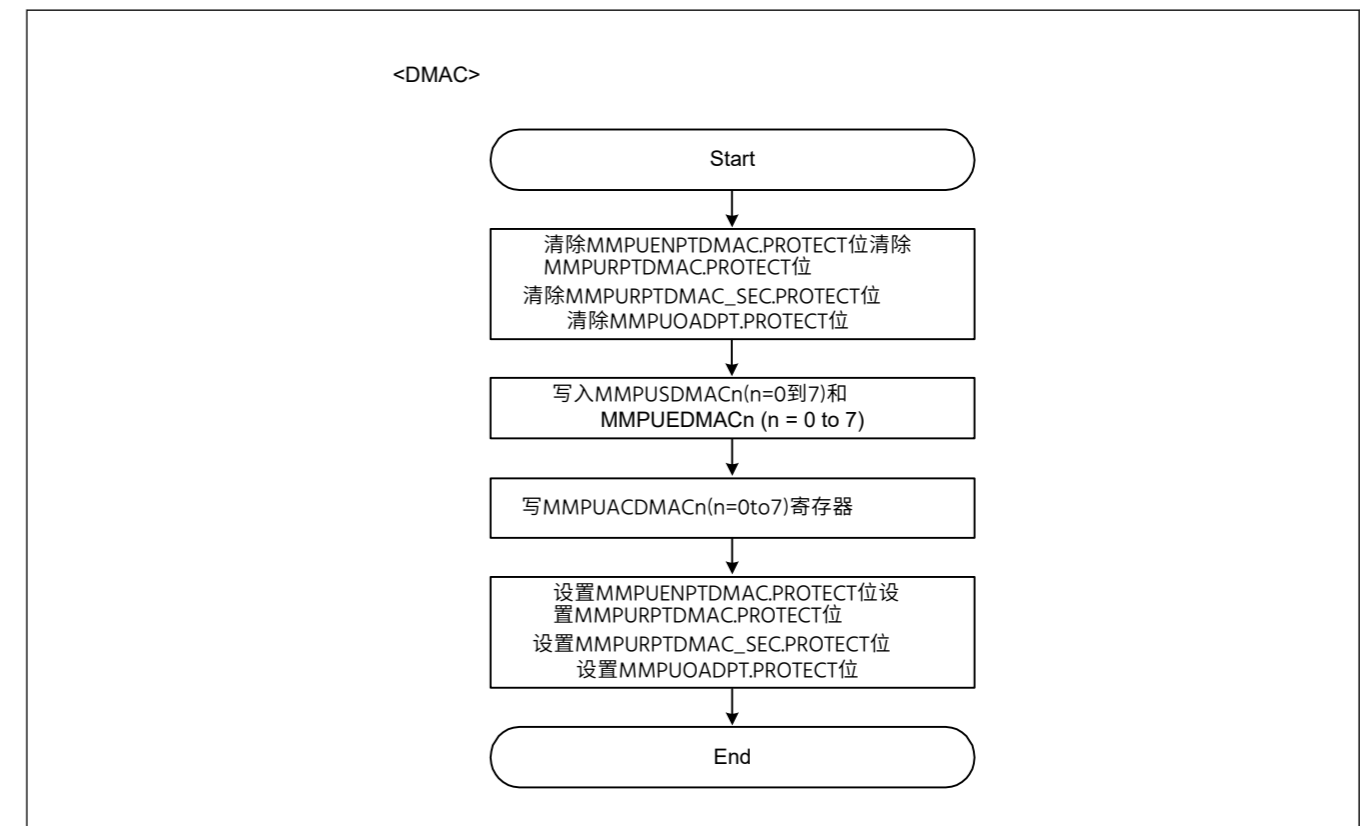 <DMAC>
Start
清除MMPUENPTDMAC.PROTECT位清除
MMPURPTDMAC.PROTECT位
清除MMPURPTDMAC_SEC.PROTECT位
清除MMPUOADPT.PROTECT位
写入MMPUSDMACn(n=0到7)和
MMPUEDMACn (n = 0 to 7)
写MMPUACDMACn(n=0to7)寄存器
设置MMPUENPTDMAC.PROTECT位设
置MMPURPTDMAC.PROTECT位
设置MMPURPTDMAC_SEC.PROTECT位
设置MMPUOADPT.PROTECT位
End